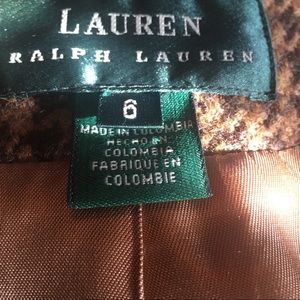 LAUREN
RALPH LAUREN
6
MADE IN COLOMBIA
HECHO EN
COLOMBIA
FABRIQUE EN
COLOMBIE